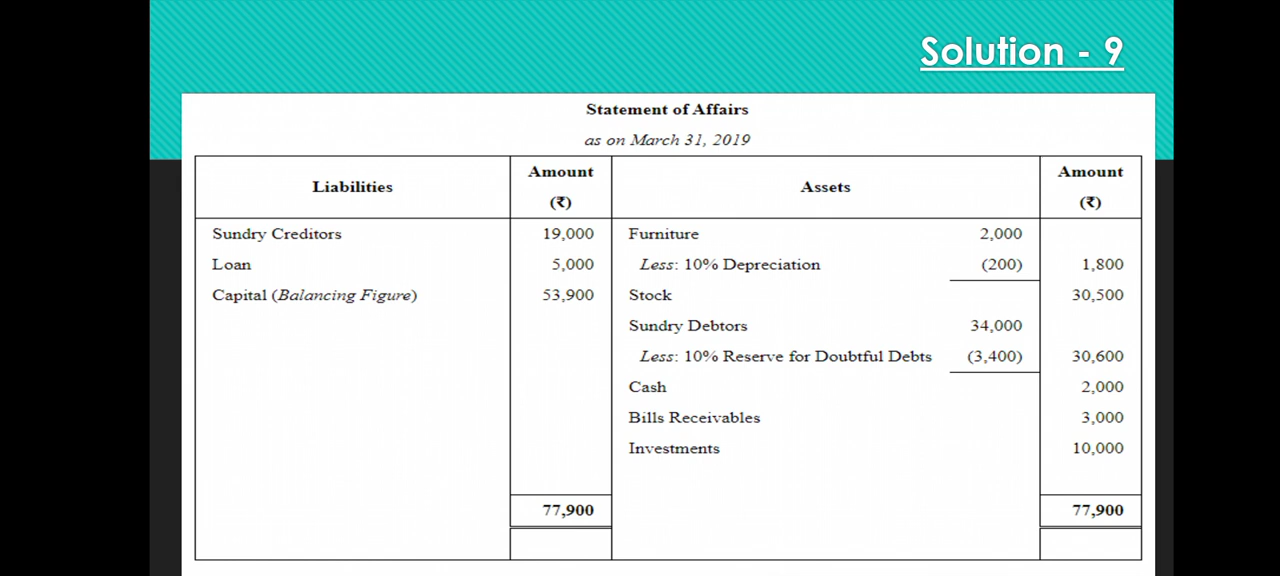 Solution - 9
Statement of Affairs
as on March 31, 2019
Liabilities Amount (₹) Assets Amount (₹)
Sundry Creditors 19,000 Furniture 2,000
Loan 5,000 Less: 10% Depreciation (200) 1,800
Capital (Balancing Figure) 53,900 Stock 30,500
Sundry Debtors 34,000
Less: 10% Reserve for Doubtful Debts (3,400) 30,600
Cash 2,000
Bills Receivables 3,000
Investments 10,000
77,900 77,900